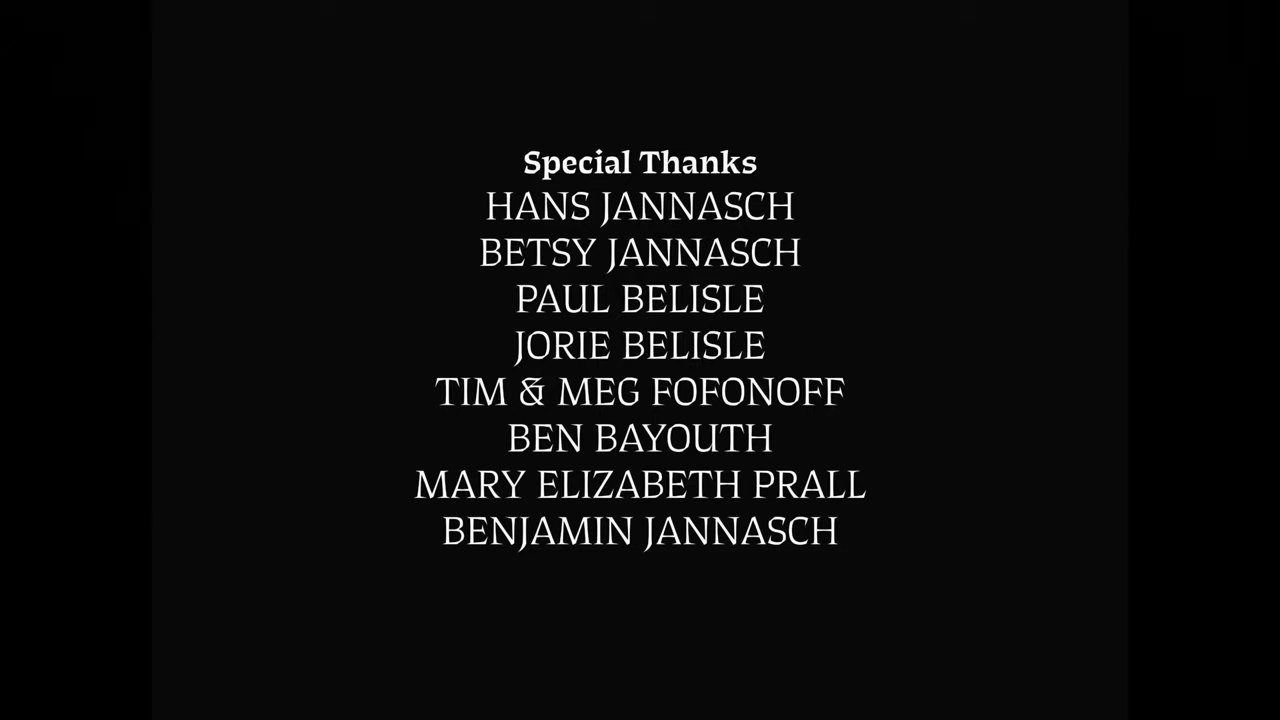 Special Thanks
HANS JANNASCH
BETSY JANNASCH
PAUL BELISLE
JORIE BELISLE
TIM & MEG FOFONOFF
BEN BAYOUTH
MARY ELIZABETH PRALL
BENJAMIN JANNASCH